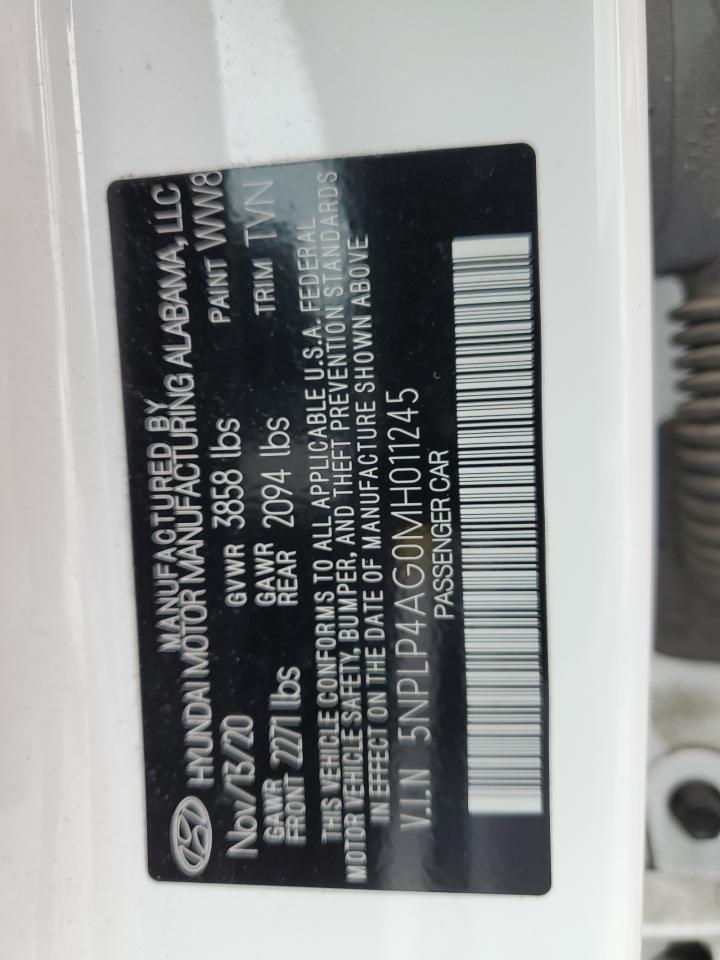 MANUFACTURED BY
HYUNDAI MOTOR MANUFACTURING ALABAMA, LLC
Nov/13/20 GVWR 3858 lbs PAINT WW8
GAWR FRONT 2271 lbs GAWR REAR 2094 lbs TRIM TVN
THIS VEHICLE CONFORMS TO ALL APPLICABLE U.S.A. FEDERAL
MOTOR VEHICLE SAFETY, BUMPER, AND THEFT PREVENTION STANDARDS
IN EFFECT ON THE DATE OF MANUFACTURE SHOWN ABOVE
V.I.N 5NPLP4AG0MH011245
PASSENGER CAR